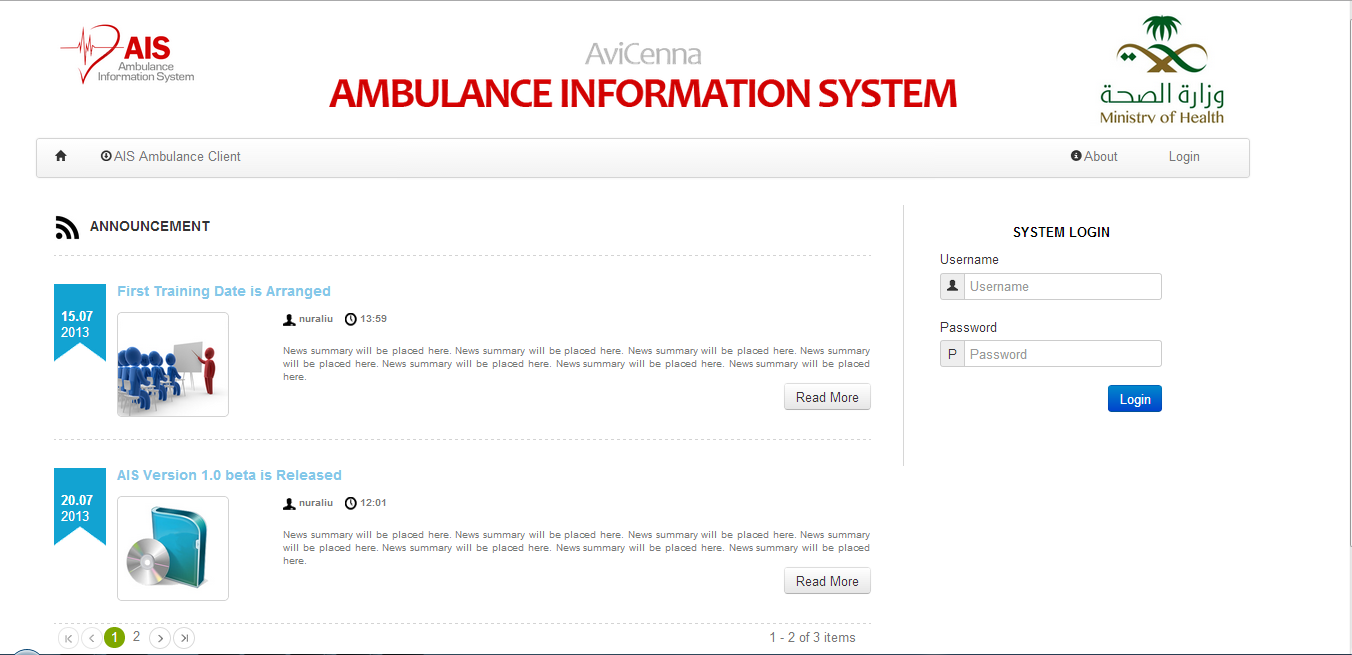 AIS
Ambulance
Information System
AviCenna
AMBULANCE INFORMATION SYSTEM
وزارة الصحة
Ministry of Health
AIS Ambulance Client
About
Login
ANNOUNCEMENT
15.07
2013
First Training Date is Arranged
nuraliu 13:59
News summary will be placed here. News summary will be placed here. News summary will be placed here. News summary
will be placed here. News summary will be placed here. News summary will be placed here. News summary will be placed
here.
Read More
20.07
2013
AIS Version 1.0 beta is Released
nuraliu 12:01
News summary will be placed here. News summary will be placed here. News summary will be placed here. News summary
will be placed here. News summary will be placed here. News summary will be placed here. News summary will be placed
here.
Read More
1 2
1 - 2 of 3 items
SYSTEM LOGIN
Username
Username
Password
P Password
Login